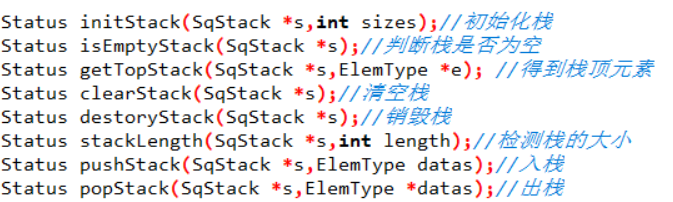 Status initStack(SqStack *s,int sizes);//初始化栈
Status isEmptyStack(SqStack *s);//判断栈是否为空
Status getTopStack(SqStack *s,ElemType *e); //得到栈顶元素
Status clearStack(SqStack *s);//清空栈
Status destoryStack(SqStack *s);//销毁栈
Status stackLength(SqStack *s,int length);//检测栈的大小
Status pushStack(SqStack *s,ElemType datas);//入栈
Status popStack(SqStack *s,ElemType *datas);//出栈